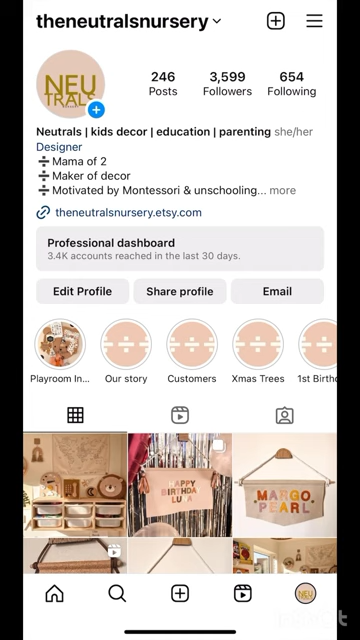 theneutralsnursery
NEU
TRALS
246
Posts
3,599
Followers
654
Following
Neutrals | kids decor | education | parenting she/her
Designer
➗Mama of 2
➗Maker of decor
➗Motivated by Montessori & unschooling... more
theneutralsnursery.etsy.com
Professional dashboard
3.4K accounts reached in the last 30 days.
Edit Profile
Share profile
Email
Playroom In...
Our story
Customers
Xmas Trees
1st Birth
HAPPY
BIRTHDAY
LUNA
MARGO
PEARL
NEU